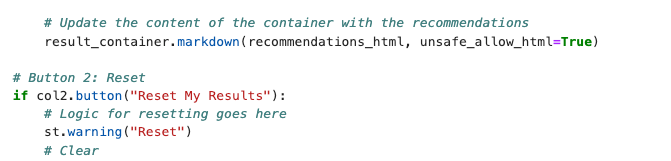 # Update the content of the container with the recommendations
    result_container.markdown(recommendations_html, unsafe_allow_html=True)
# Button 2: Reset
if col2.button("Reset My Results"):
    # Logic for resetting goes here
    st.warning("Reset")
    # Clear